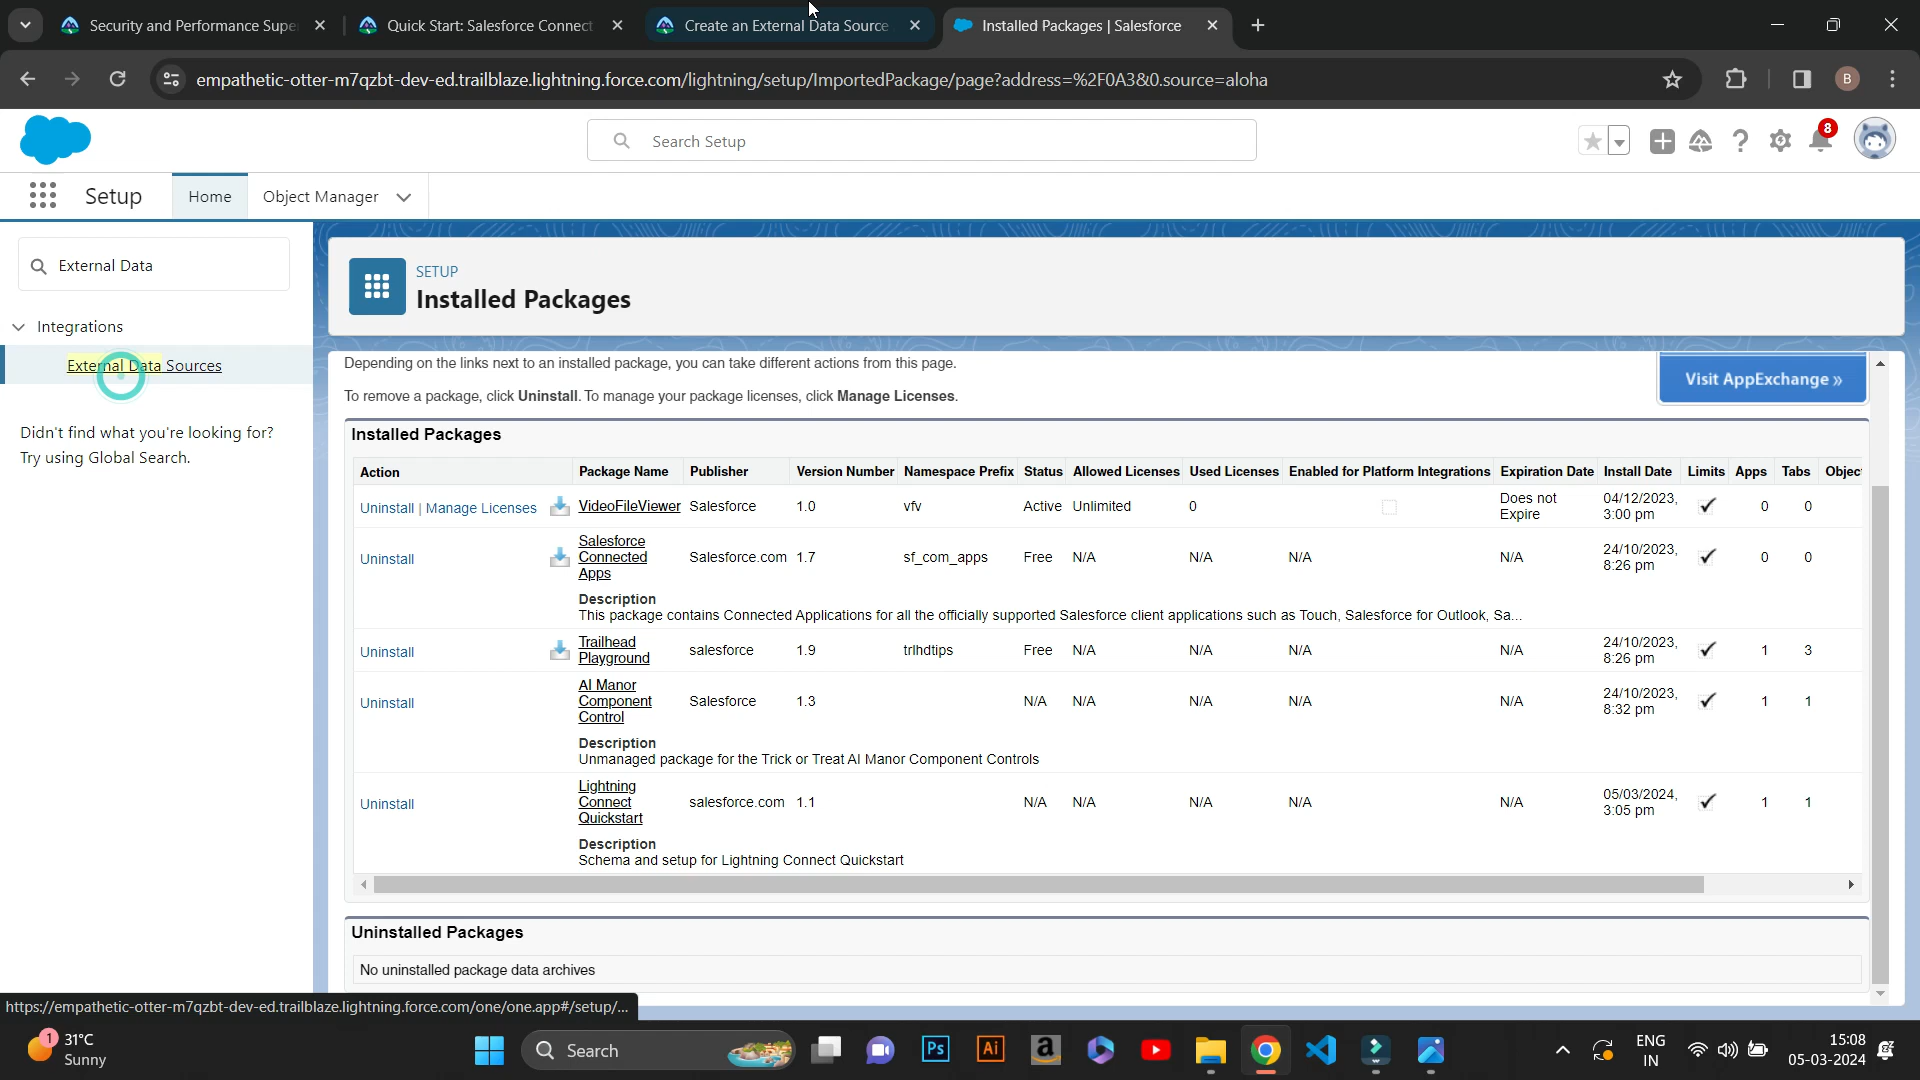 Security and Performance Supe
Quick Start: Salesforce Connect
Create an External Data Source
Installed Packages | Salesforce
empathetic-otter-m7qzbt-dev-ed.trailblaze.lightning.force.com/lightning/setup/ImportedPackage/page?address=%2F0A3&0.source=aloha
B
Search Setup
8
Setup
Home
Object Manager
External Data
Integrations
External Data Sources
Didn't find what you're looking for?
Try using Global Search.
SETUP
Installed Packages
Depending on the links next to an installed package, you can take different actions from this page.
To remove a package, click Uninstall. To manage your package licenses, click Manage Licenses.
Visit AppExchange »
Installed Packages
Action Package Name Publisher Version Number Namespace Prefix Status Allowed Licenses Used Licenses Enabled for Platform Integrations Expiration Date Install Date Limits Apps Tabs Objec
Uninstall | Manage Licenses VideoFileViewer Salesforce 1.0 vfv Active Unlimited 0 Does not Expire 04/12/2023, 3:00 pm 0 0
Uninstall Salesforce Connected Apps Salesforce.com 1.7 sf_com_apps Free N/A N/A N/A N/A 24/10/2023, 8:26 pm 0 0
Description
This package contains Connected Applications for all the officially supported Salesforce client applications such as Touch, Salesforce for Outlook, Sa...
Uninstall Trailhead Playground salesforce 1.9 trlhdtips Free N/A N/A N/A N/A 24/10/2023, 8:26 pm 1 3
Uninstall AI Manor Component Control Salesforce 1.3 N/A N/A N/A N/A N/A 24/10/2023, 8:32 pm 1 1
Description
Unmanaged package for the Trick or Treat AI Manor Component Controls
Uninstall Lightning Connect Quickstart salesforce.com 1.1 N/A N/A N/A N/A N/A 05/03/2024, 3:05 pm 1 1
Description
Schema and setup for Lightning Connect Quickstart
Uninstalled Packages
No uninstalled package data archives
https://empathetic-otter-m7qzbt-dev-ed.trailblaze.lightning.force.com/one/one.app#/setup/...
1
31°C
Sunny
Search
Ps
Ai
a
ENG
IN
15:08
05-03-2024